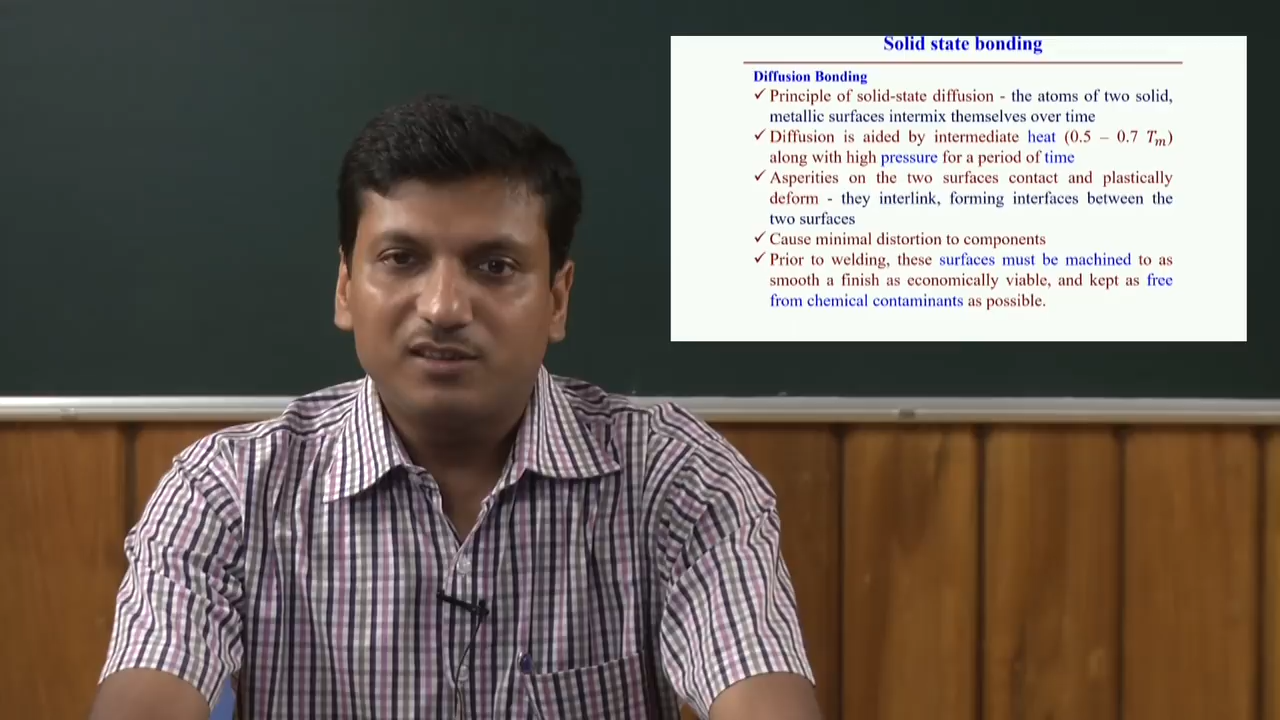 Solid state bonding
Diffusion Bonding
✓ Principle of solid-state diffusion - the atoms of two solid,
metallic surfaces intermix themselves over time
✓ Diffusion is aided by intermediate heat (0.5 – 0.7 Tₘ)
along with high pressure for a period of time
✓ Asperities on the two surfaces contact and plastically
deform - they interlink, forming interfaces between the
two surfaces
✓ Cause minimal distortion to components
✓ Prior to welding, these surfaces must be machined to as
smooth a finish as economically viable, and kept as free
from chemical contaminants as possible.